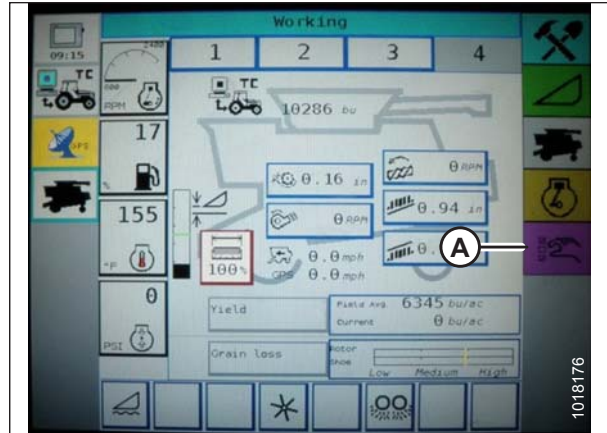 Working
09:15
1 2 3 4
2400
RPM
TC
TC
10286 bu
GPS
17
%
0.16 in
0 RPM
0 RPM
0.94 in
155
°F
A
0.
100%
0.0 mph
GPS 0.0 mph
0
PSI
Yield
Field Avg. 6345 bu/ac
Current 0 bu/ac
Grain loss
Rotor
Shoe
Low Medium High
1018176